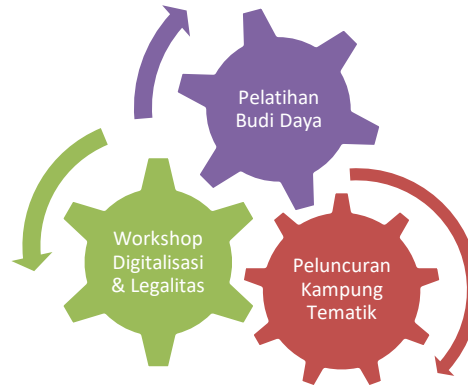 Pelatihan
Budi Daya
Workshop
Digitalisasi
& Legalitas
Peluncuran
Kampung
Tematik